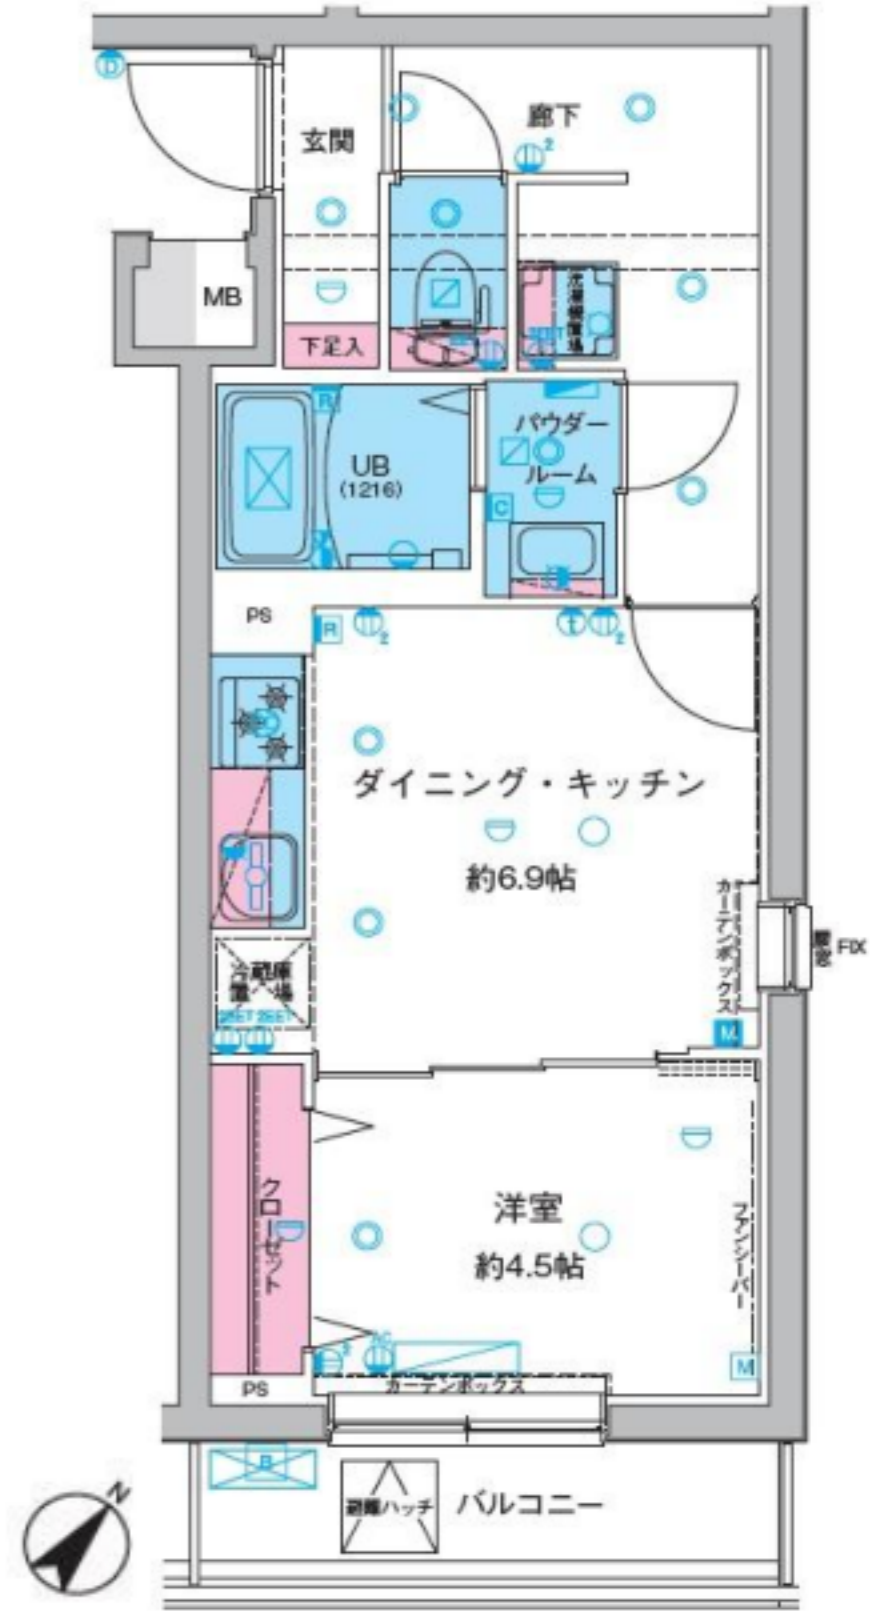 D
玄関
廊下
2
MB
下足入
洗濯機置場
R
UB
(1216)
パウダー
ルーム
C
PS
R
2
t
2
ダイニング・キッチン
約6.9帖
カーテンボックス
FIX
冷蔵庫
置場
M
クローゼット
洋室
約4.5帖
ファンシーバー
AC
M
カーテンボックス
PS
B
避難ハッチ
バルコニー
N